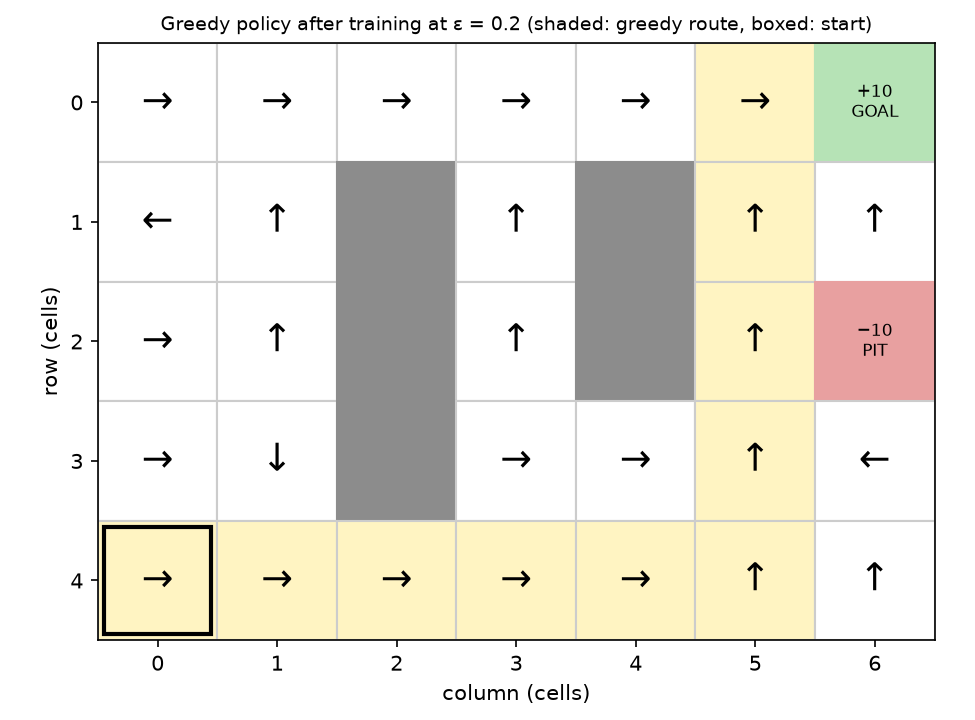 Greedy policy after training at ε = 0.2 (shaded: greedy route, boxed: start)
0 → → → → → → +10
GOAL
1 ← ↑ ↑ ↑ ↑
2 → ↑ ↑ ↑ −10
PIT
3 → ↓ → → ↑ ←
4 → → → → → ↑ ↑
0 1 2 3 4 5 6
row (cells)
column (cells)